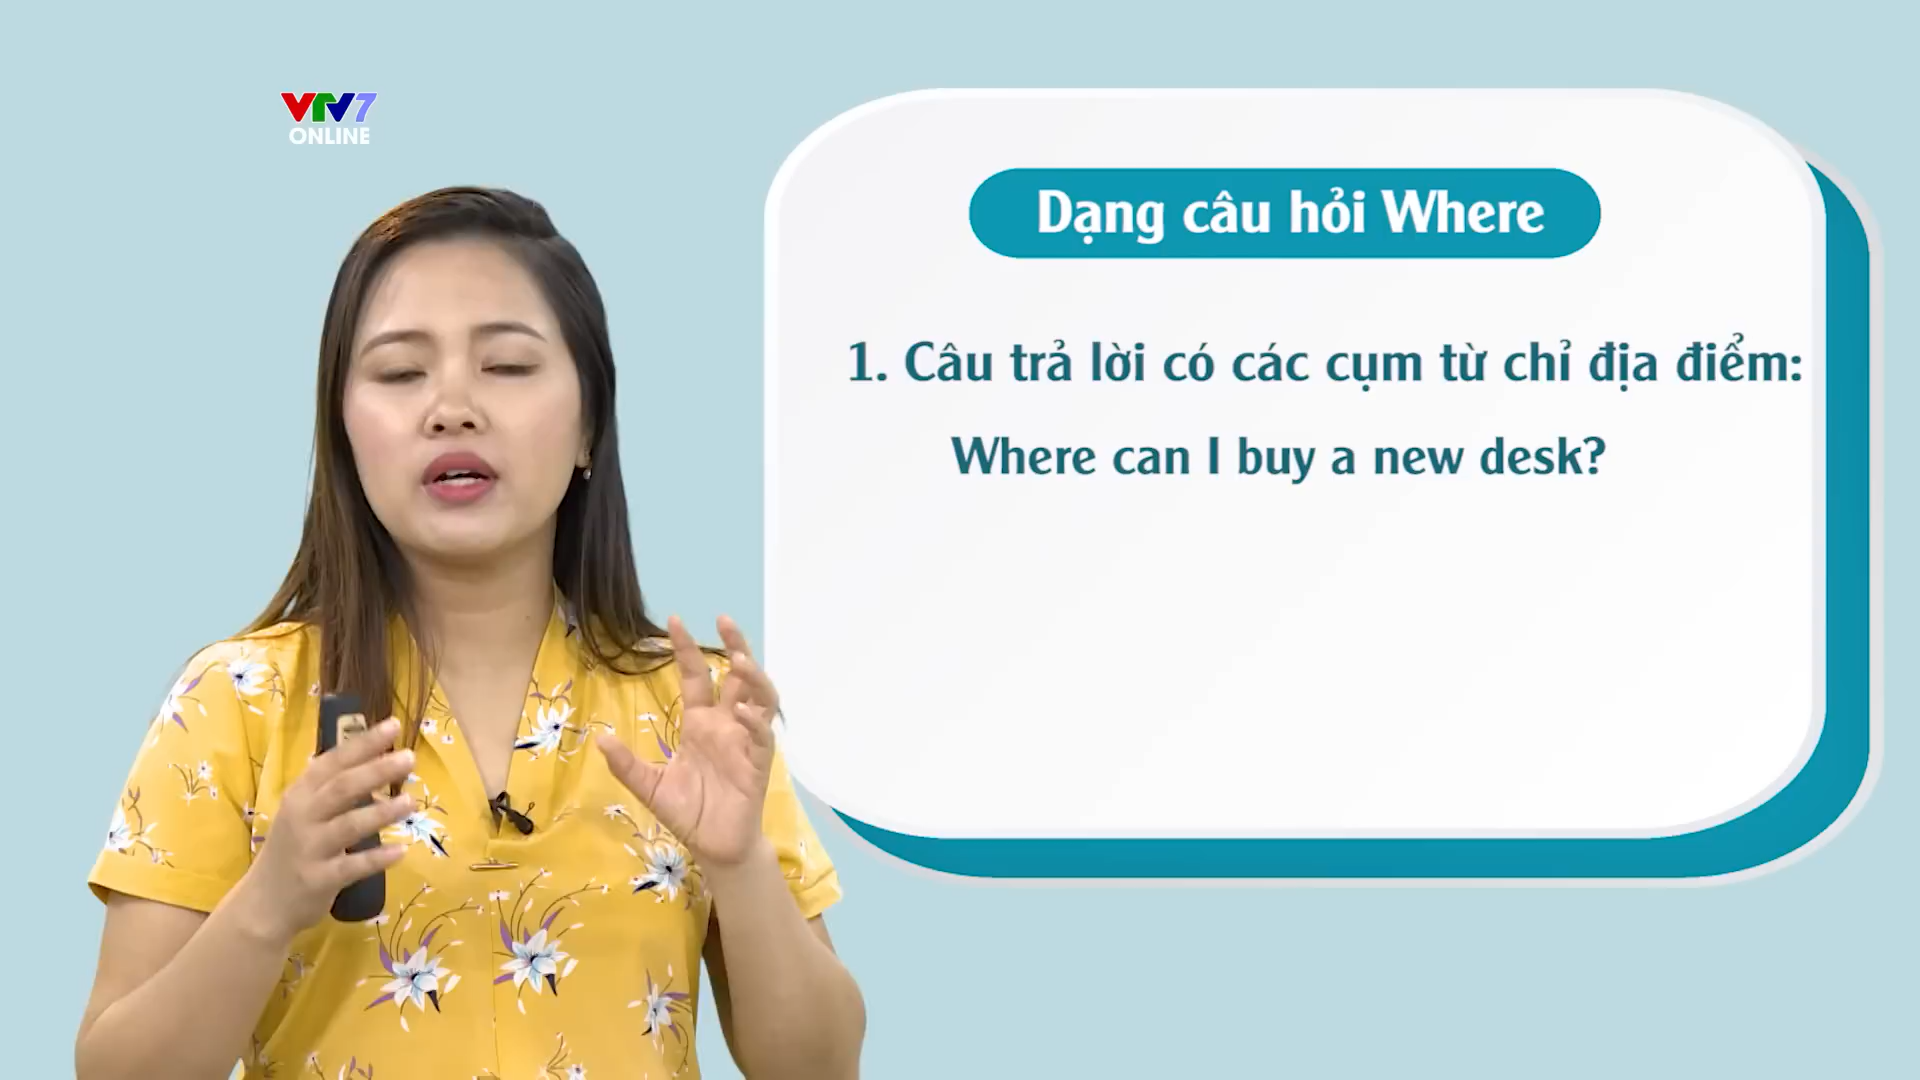 VTV7
ONLINE
Dạng câu hỏi Where
1. Câu trả lời có các cụm từ chỉ địa điểm:
Where can I buy a new desk?